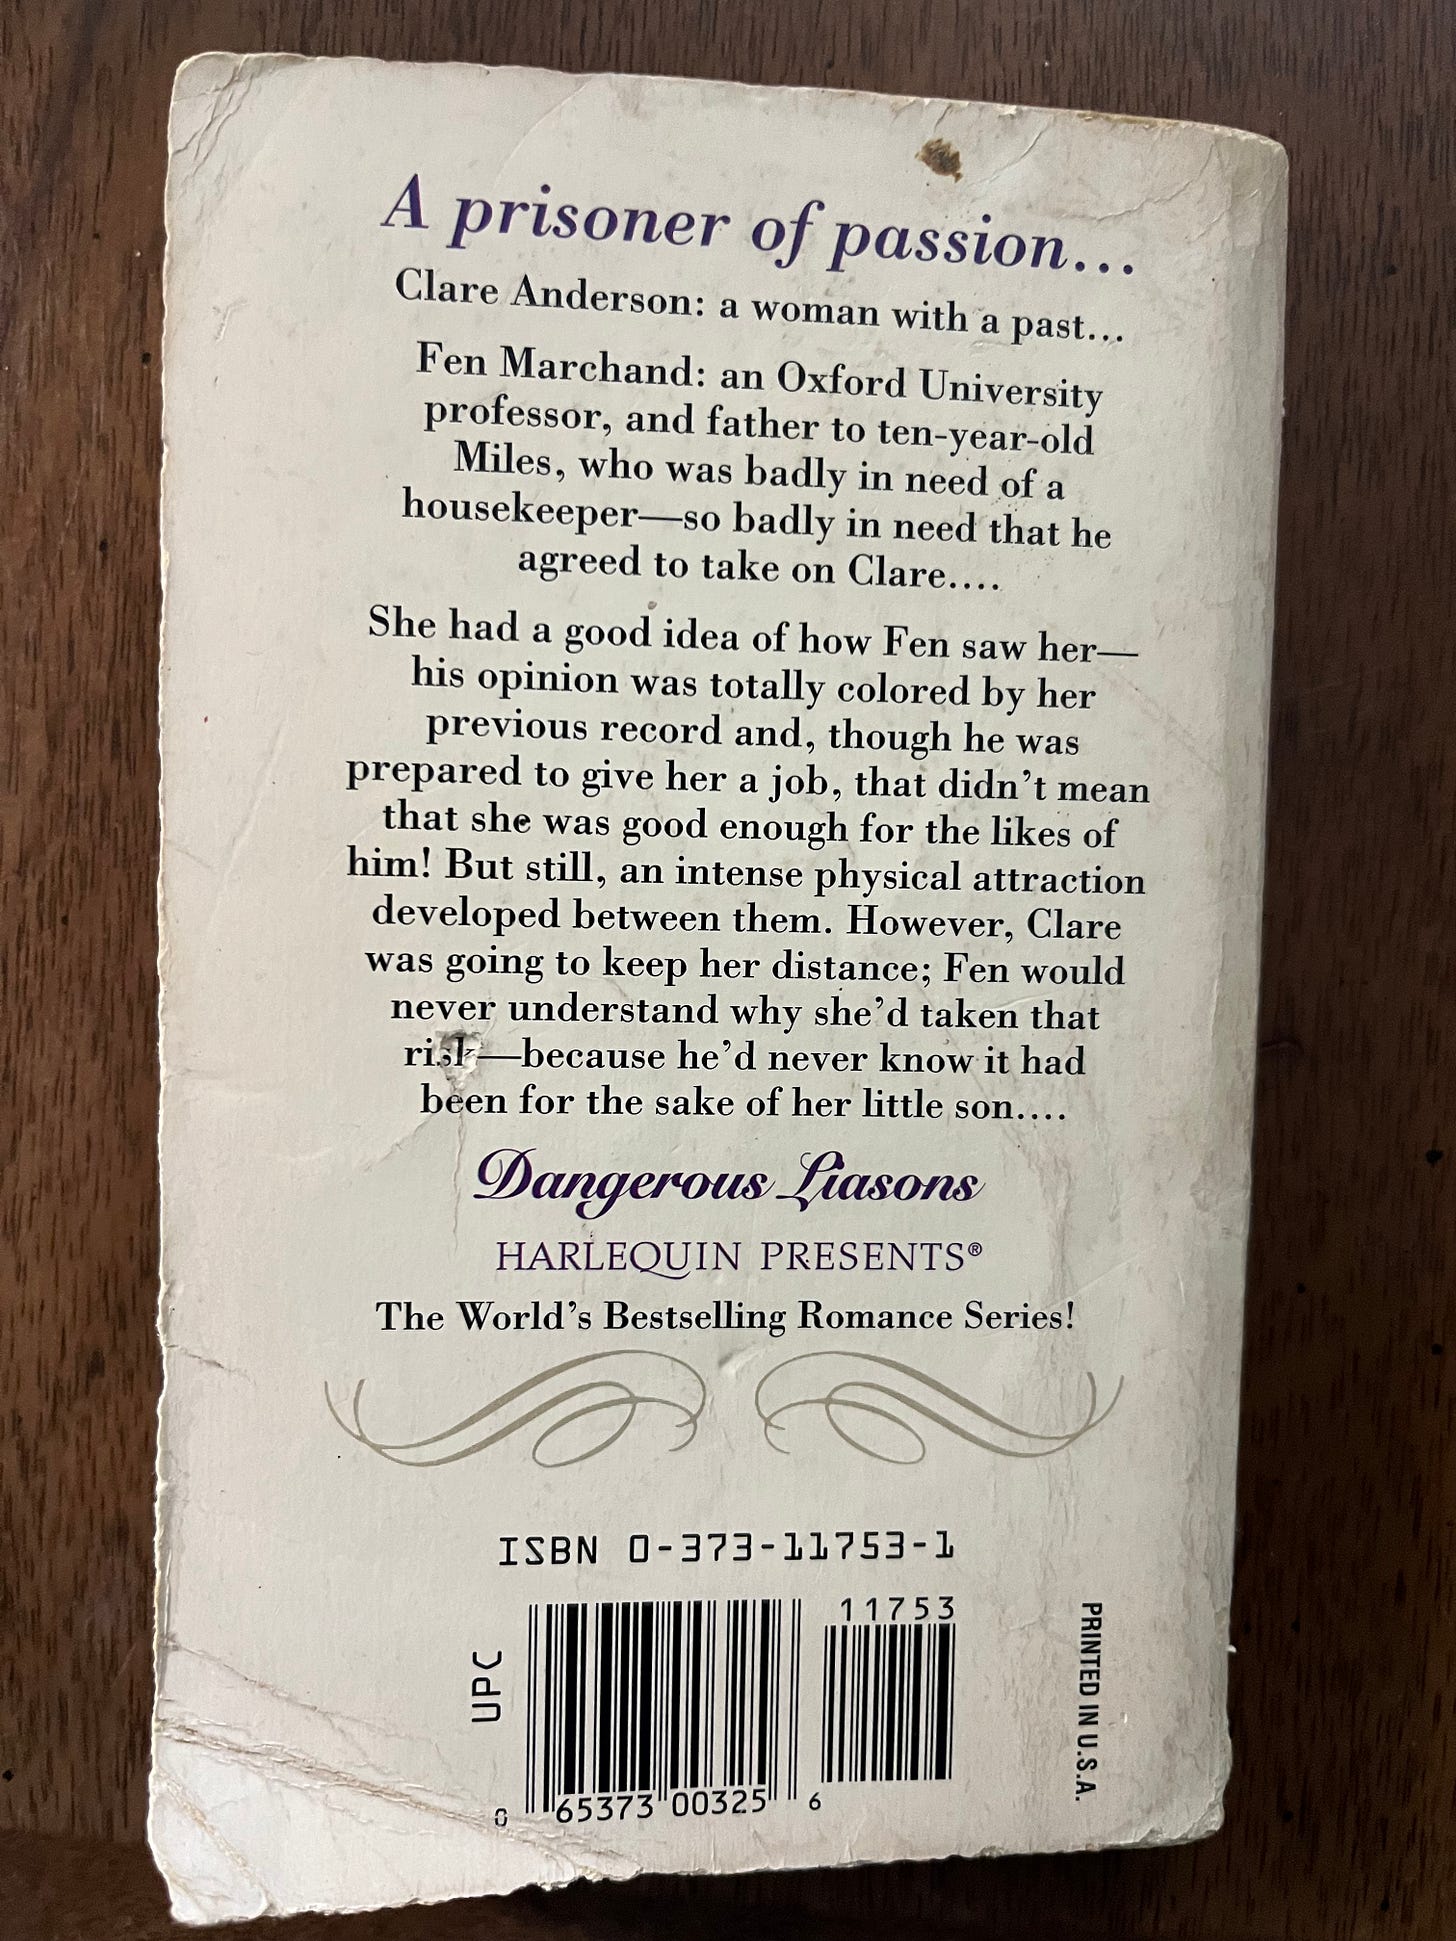 A prisoner of passion...
Clare Anderson: a woman with a past...
Fen Marchand: an Oxford University
professor, and father to ten-year-old
Miles, who was badly in need of a
housekeeper—so badly in need that he
agreed to take on Clare....
She had a good idea of how Fen saw her—
his opinion was totally colored by her
previous record and, though he was
prepared to give her a job, that didn't mean
that she was good enough for the likes of
him! But still, an intense physical attraction
developed between them. However, Clare
was going to keep her distance; Fen would
never understand why she'd taken that
risk—because he'd never know it had
been for the sake of her little son....
Dangerous Liasons
HARLEQUIN PRESENTS®
The World's Bestselling Romance Series!
ISBN 0-373-11753-1
11753
UPC
0 65373 00325 6
PRINTED IN U.S.A.